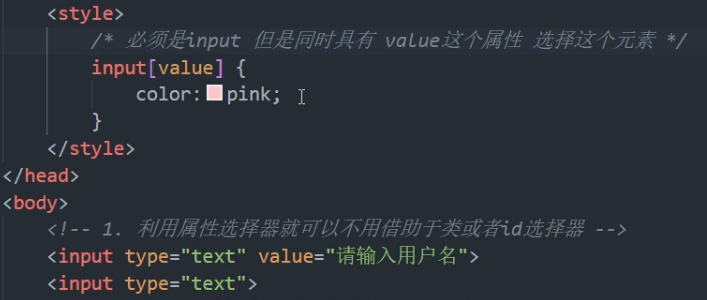 <style>
/* 必须是input 但是同时具有 value这个属性 选择这个元素 */
input[value] {
color: pink;
}
</style>
</head>
<body>
<!-- 1. 利用属性选择器就可以不用借助于类或者id选择器 -->
<input type="text" value="请输入用户名">
<input type="text">